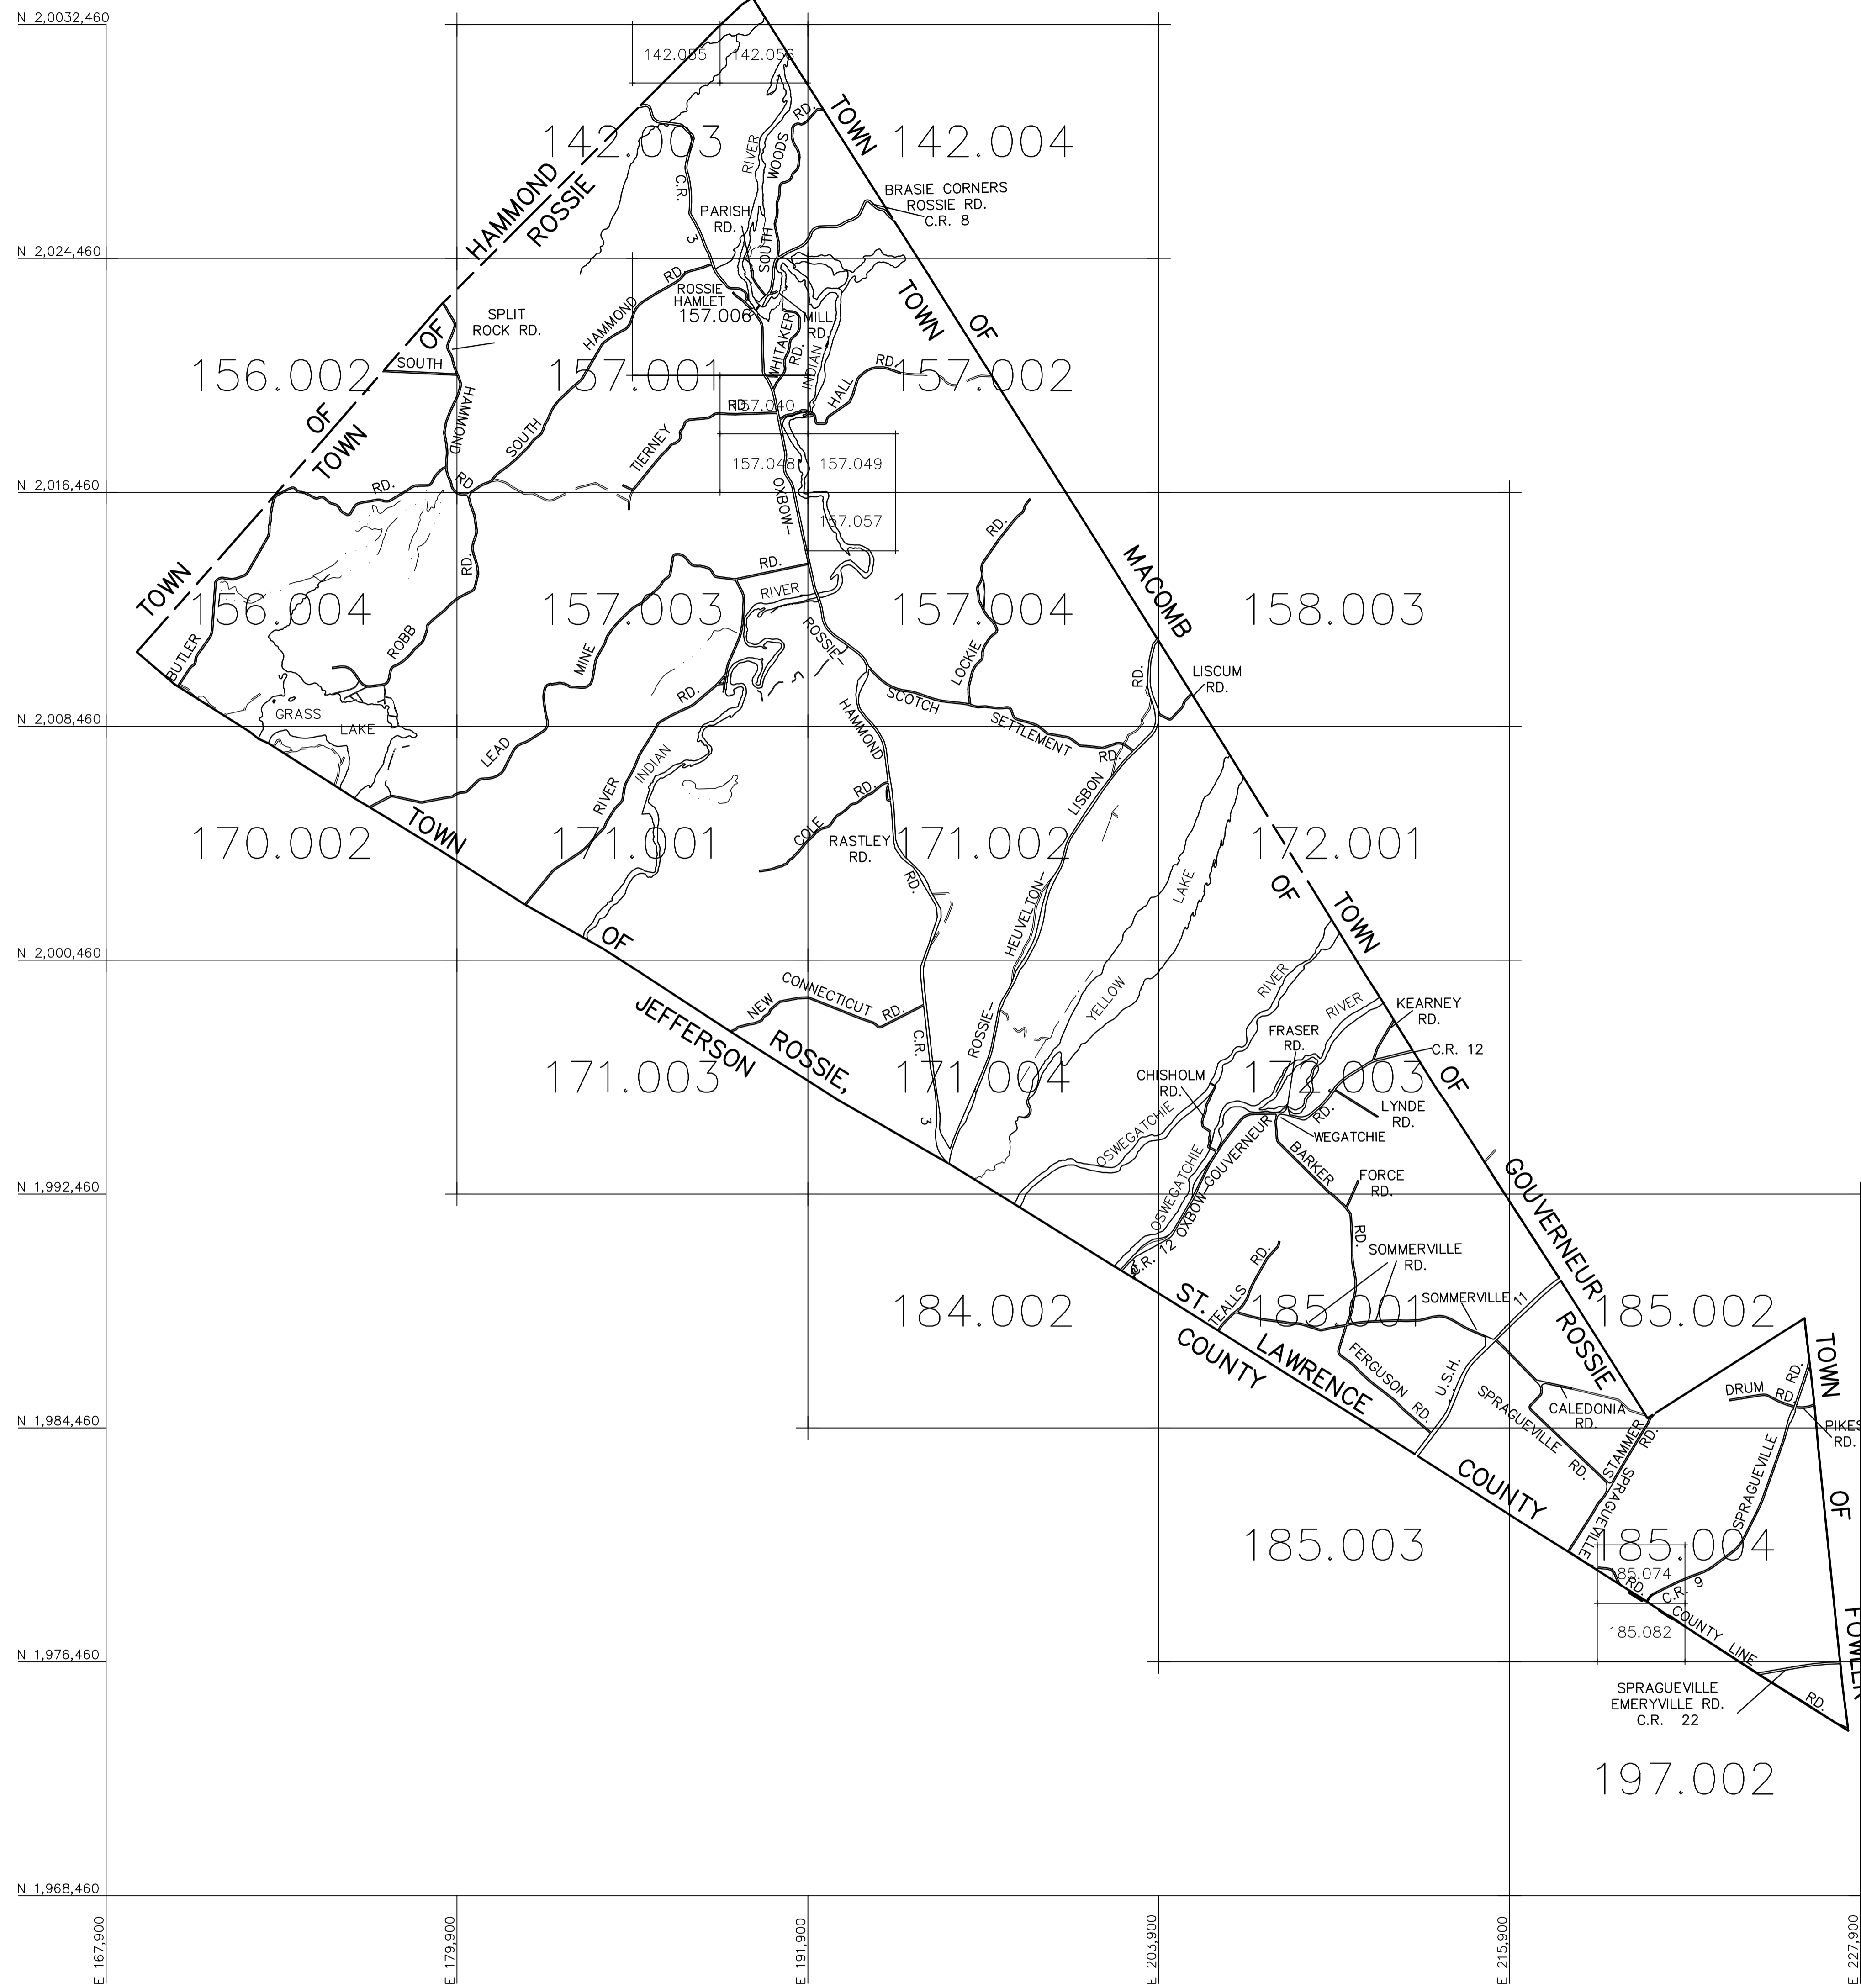 N 2,0032,460
142.055
142.056
142.003
142.004
TOWN
OF
MACOMB
HAMMOND
ROSSIE
C.R.
3
RIVER
SOUTH
WOODS
RD.
PARISH
RD.
BRASIE CORNERS
ROSSIE RD.
C.R. 8
N 2,024,460
SPLIT
ROCK RD.
SOUTH
HAMMOND
RD.
ROSSIE
HAMLET
157.006
MILL
RD.
WHITAKER
RD.
INDIAN
TOWN
OF
156.002
157.001
157.002
SOUTH
HAMMOND
RD.
TIERNEY
RD.
157.040
HALL
RD.
OF
TOWN
157.048
157.049
N 2,016,460
RD.
OXBOW-
157.057
RD.
TOWN
OF
156.004
157.003
157.004
158.003
BUTLER
ROBB
RD.
MINE
RD.
RIVER
ROSSIE-
LOCKIE
RD.
LISCUM
RD.
GRASS
LAKE
N 2,008,460
LEAD
RIVER
RD.
INDIAN
HAMMOND
SCOTCH
SETTLEMENT
RD.
RD.
TOWN
170.002
171.001
171.002
172.001
COLE
RD.
RASTLEY
RD.
RD.
LISBON
HEUVELTON-
LAKE
OF
TOWN
OF
N 2,000,460
OF
ROSSIE,
JEFFERSON
NEW
CONNECTICUT
RD.
C.R.
3
ROSSIE-
YELLOW
RIVER
RIVER
KEARNEY
RD.
FRASER
RD.
C.R. 12
171.003
171.004
172.003
CHISHOLM
RD.
LYNDE
RD.
RD.
WEGATCHIE
OSWEGATCHIE
OSWEGATCHIE
OXBOW-GOUVERNEUR
BARKER
RD.
FORCE
RD.
GOUVERNEUR,
N 1,992,460
C.R. 12
SOMMERVILLE
RD.
TEALLS
RD.
SOMMERVILLE
11
ST.
LAWRENCE
COUNTY
184.002
185.001
185.002
COUNTY
ROSSIE
FERGUSON
RD.
U.S.H.
SPRAGUEVILLE
RD.
CALEDONIA
RD.
STAMMER
RD.
DRUM
RD.
RD.
PIKES
RD.
TOWN
OF
FOWLER
N 1,984,460
SPRAGUEVILLE
SPRAGUEVILLE
185.003
185.004
185.074
RD.
C.R. 9
COUNTY LINE
RD.
185.082
N 1,976,460
SPRAGUEVILLE
EMERYVILLE RD.
C.R. 22
197.002
N 1,968,460
E 167,900
E 179,900
E 191,900
E 203,900
E 215,900
E 227,900